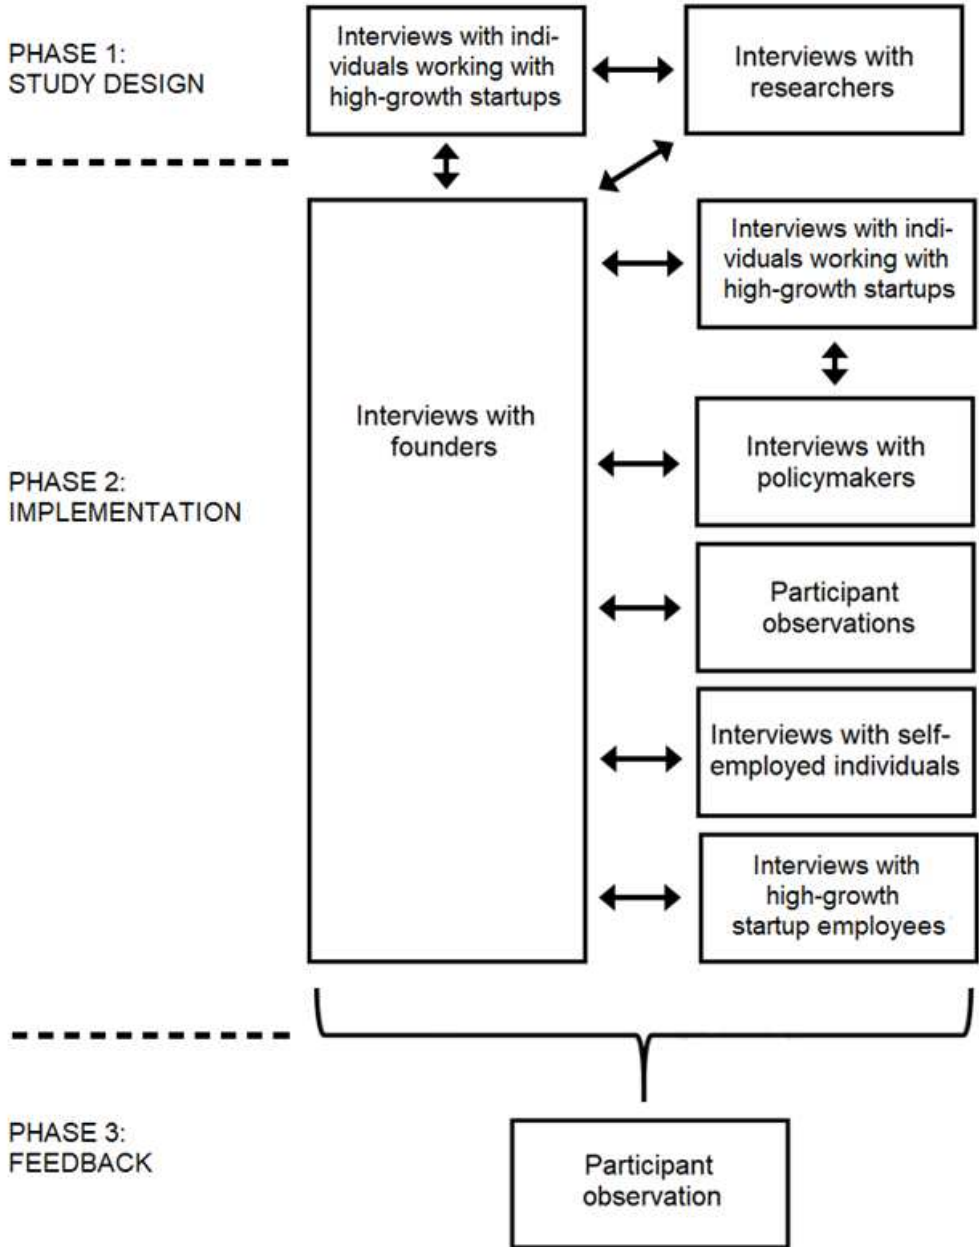 PHASE 1:
STUDY DESIGN
Interviews with indi-
viduals working with
high-growth startups
Interviews with
researchers
Interviews with indi-
viduals working with
high-growth startups
Interviews with
founders
Interviews with
policymakers
PHASE 2:
IMPLEMENTATION
Participant
observations
Interviews with self-
employed individuals
Interviews with
high-growth
startup employees
PHASE 3:
FEEDBACK
Participant
observation